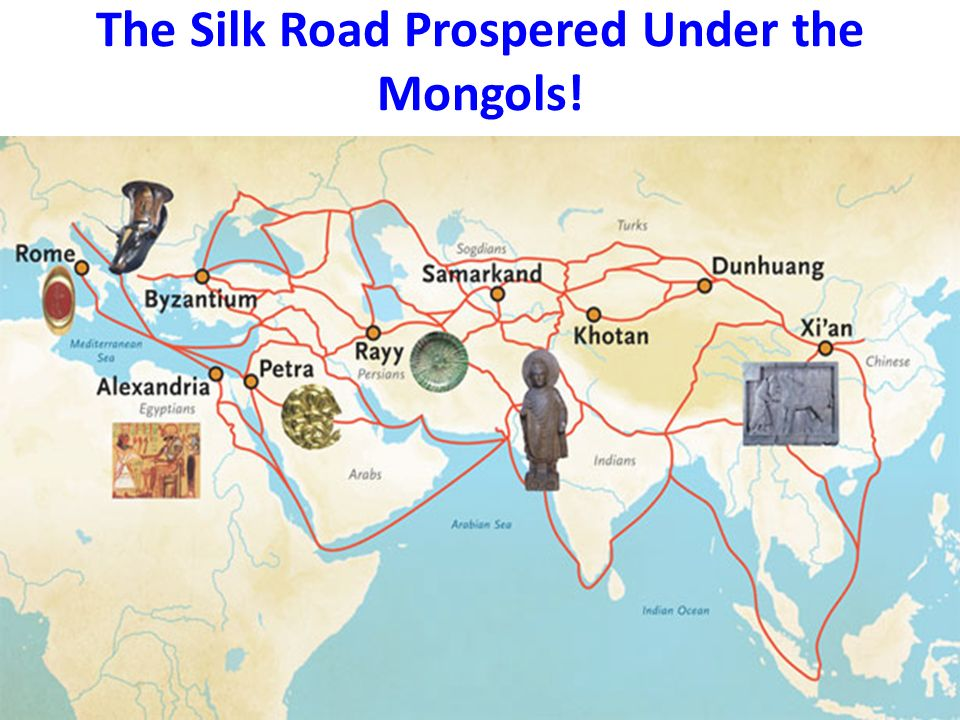 The Silk Road Prospered Under the
Mongols!
Turks
Sogdians
Rome
Samarkand
Dunhuang
Byzantium
Khotan
Xi'an
Mediterranean
Sea
Rayy
Persians
Petra
Chinese
Alexandria
Egyptians
Arabs
Indians
Arabian Sea
Indian Ocean